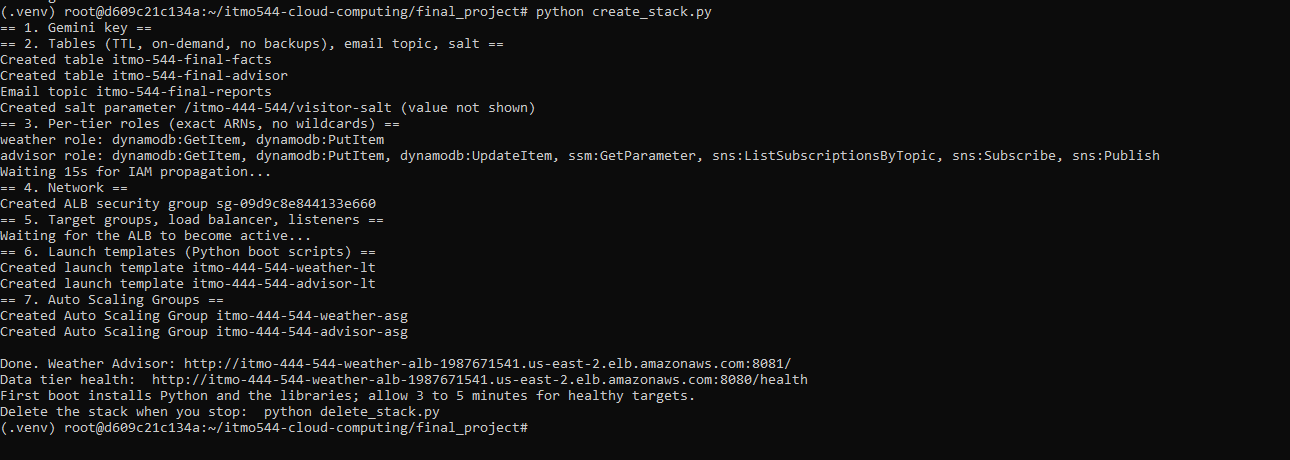 (.venv) root@d609c21c134a:~/itmo544-cloud-computing/final_project# python create_stack.py
== 1. Gemini key ==
== 2. Tables (TTL, on-demand, no backups), email topic, salt ==
Created table itmo-544-final-facts
Created table itmo-544-final-advisor
Email topic itmo-544-final-reports
Created salt parameter /itmo-444-544/visitor-salt (value not shown)
== 3. Per-tier roles (exact ARNs, no wildcards) ==
weather role: dynamodb:GetItem, dynamodb:PutItem
advisor role: dynamodb:GetItem, dynamodb:PutItem, dynamodb:UpdateItem, ssm:GetParameter, sns:ListSubscriptionsByTopic, sns:Subscribe, sns:Publish
Waiting 15s for IAM propagation...
== 4. Network ==
Created ALB security group sg-09d9c8e844133e660
== 5. Target groups, load balancer, listeners ==
Waiting for the ALB to become active...
== 6. Launch templates (Python boot scripts) ==
Created launch template itmo-444-544-weather-lt
Created launch template itmo-444-544-advisor-lt
== 7. Auto Scaling Groups ==
Created Auto Scaling Group itmo-444-544-weather-asg
Created Auto Scaling Group itmo-444-544-advisor-asg
Done. Weather Advisor: http://itmo-444-544-weather-alb-1987671541.us-east-2.elb.amazonaws.com:8081/
Data tier health:  http://itmo-444-544-weather-alb-1987671541.us-east-2.elb.amazonaws.com:8080/health
First boot installs Python and the libraries; allow 3 to 5 minutes for healthy targets.
Delete the stack when you stop:  python delete_stack.py
(.venv) root@d609c21c134a:~/itmo544-cloud-computing/final_project#